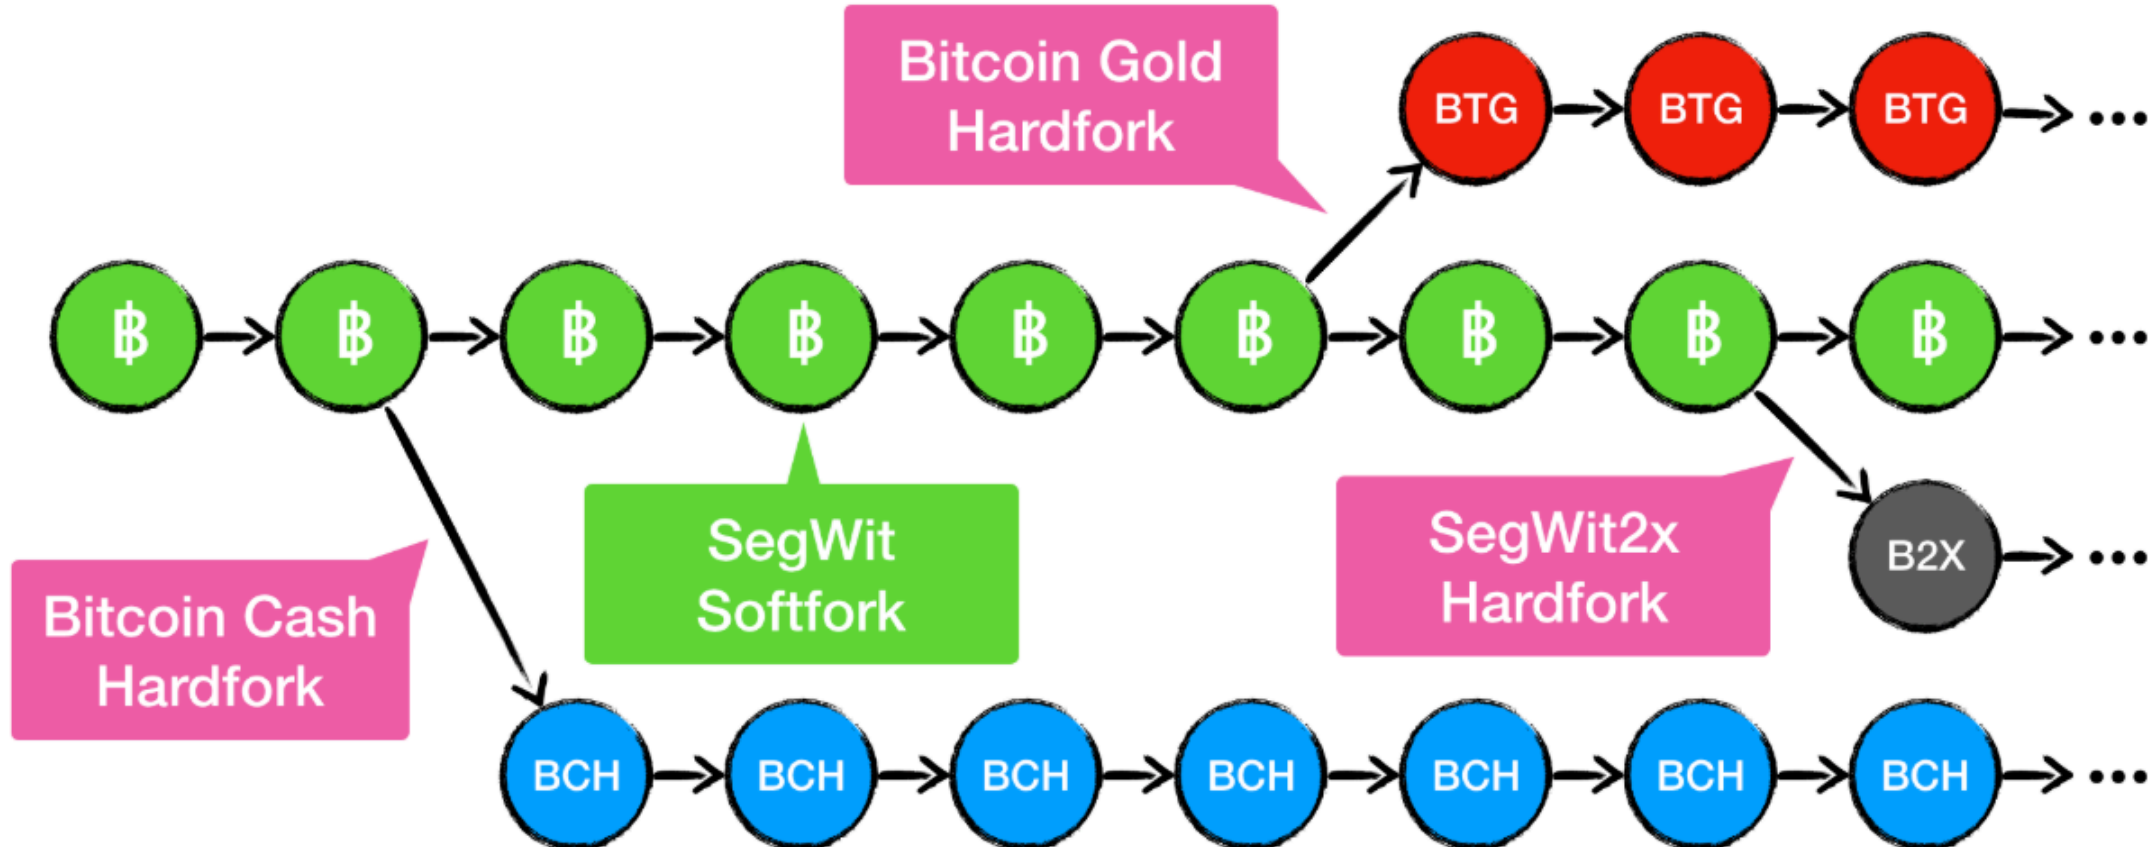 Bitcoin Gold
Hardfork
BTG BTG BTG ...
฿ ฿ ฿ ฿ ฿ ฿ ฿ ฿ ฿ ...
SegWit
Softfork
SegWit2x
Hardfork
B2X ...
Bitcoin Cash
Hardfork
BCH BCH BCH BCH BCH BCH BCH ...